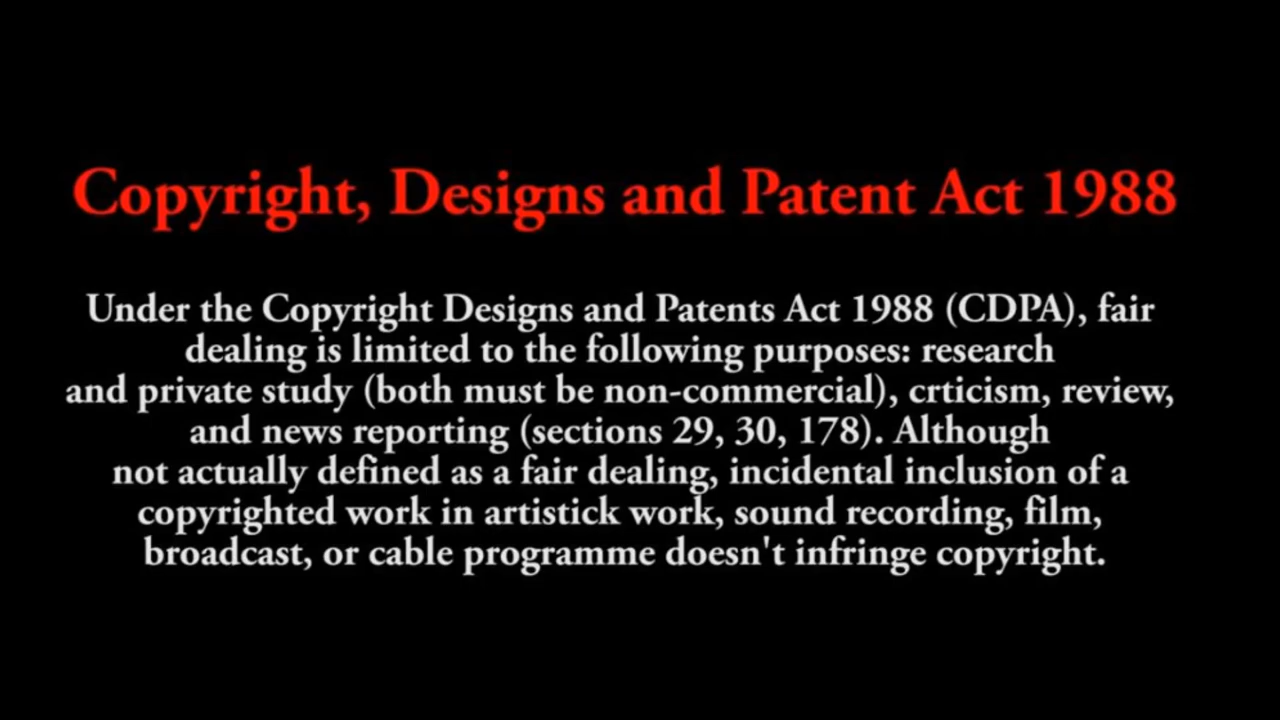 Copyright, Designs and Patent Act 1988
Under the Copyright Designs and Patents Act 1988 (CDPA), fair
dealing is limited to the following purposes: research
and private study (both must be non-commercial), crticism, review,
and news reporting (sections 29, 30, 178). Although
not actually defined as a fair dealing, incidental inclusion of a
copyrighted work in artistick work, sound recording, film,
broadcast, or cable programme doesn't infringe copyright.